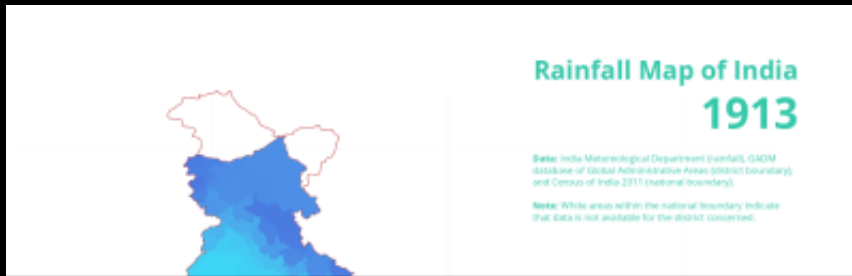 Rainfall Map of India
1913
Data: India Metereological Department (rainfall), GADM
database of Global Administrative Areas (district boundary),
and Census of India 2011 (national boundary).
Note: White areas within the national boundary indicate
that data is not available for the district concerned.